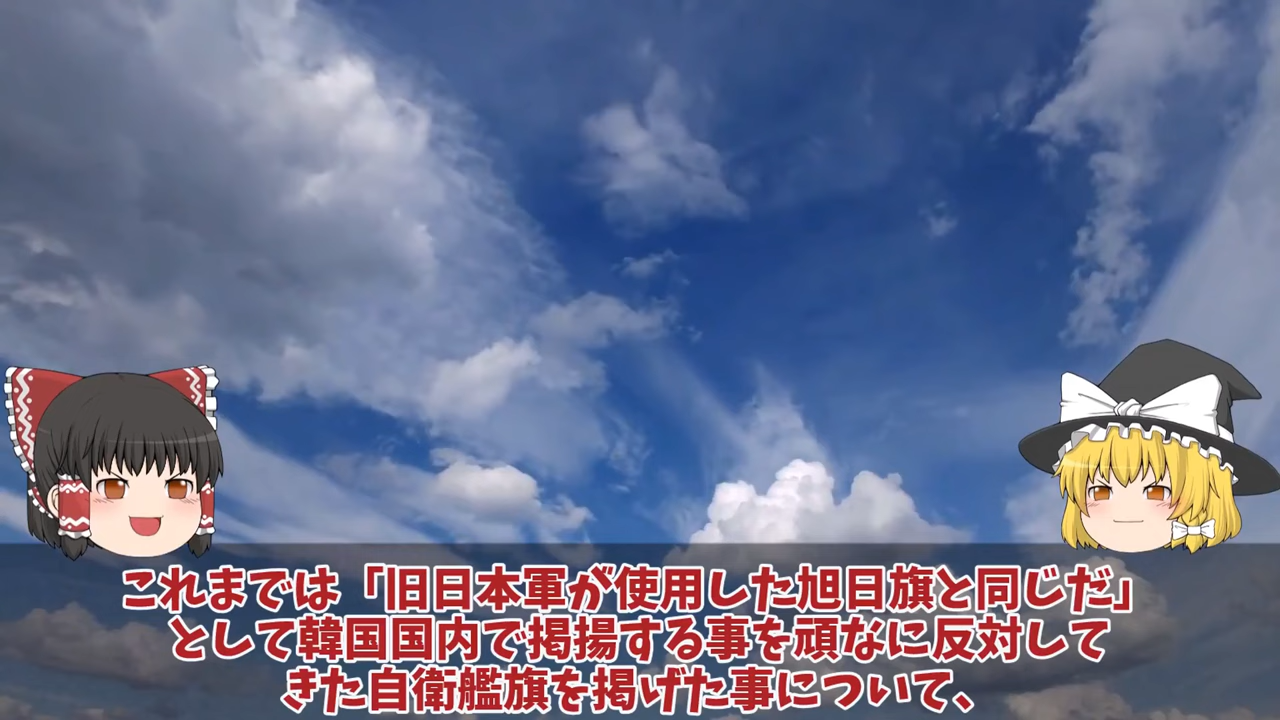 これまでは「旧日本軍が使用した旭日旗と同じだ」
として韓国国内で掲揚する事を頑なに反対して
きた自衛艦旗を掲げた事について、